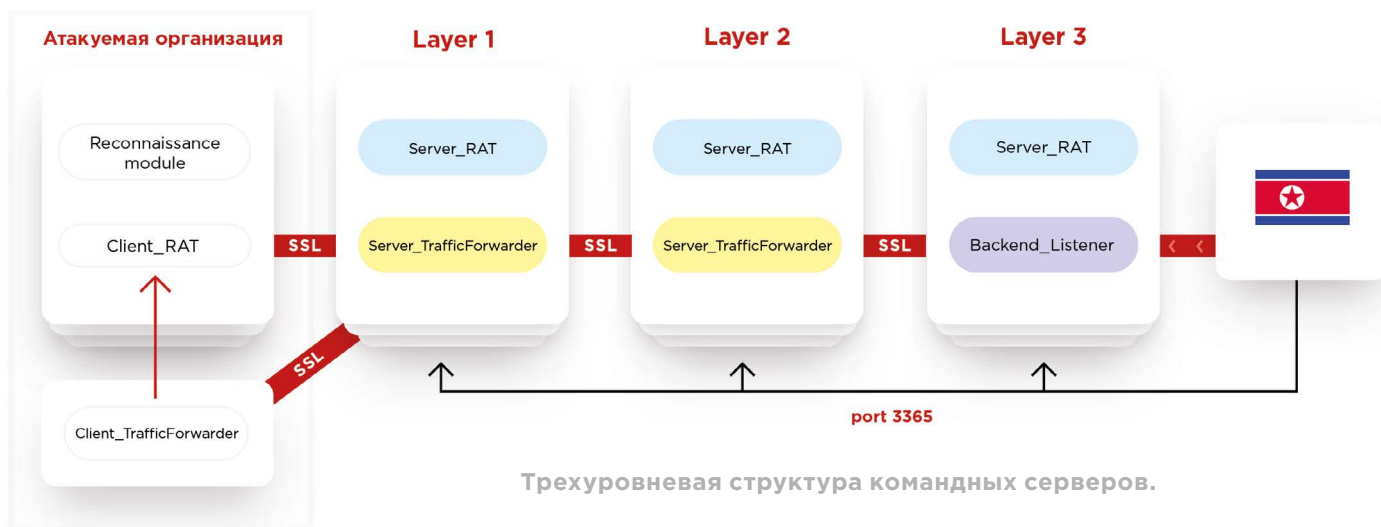 Атакуемая организация
Layer 1
Layer 2
Layer 3
Reconnaissance
module
Server_RAT
Server_RAT
Server_RAT
Client_RAT
SSL
Server_TrafficForwarder
SSL
Server_TrafficForwarder
SSL
Backend_Listener
SSL
Client_TrafficForwarder
port 3365
Трехуровневая структура командных серверов.